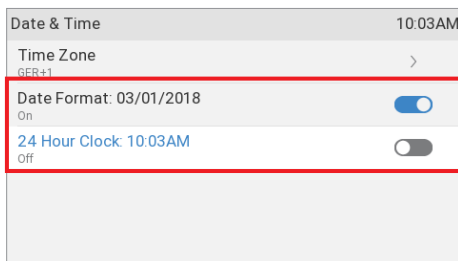 Date & Time 10:03AM
Time Zone
GER+1
Date Format: 03/01/2018
On
24 Hour Clock: 10:03AM
Off